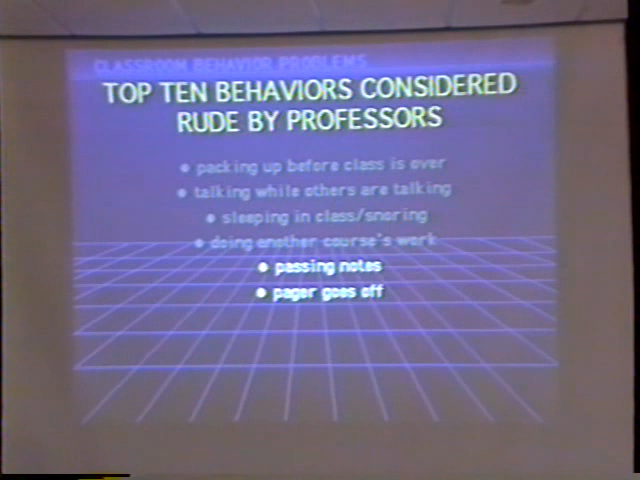 CLASSROOM BEHAVIOR PROBLEMS
TOP TEN BEHAVIORS CONSIDERED
RUDE BY PROFESSORS
• packing up before class is over
• talking while others are talking
• sleeping in class/snoring
• doing another course's work
• passing notes
• pager goes off